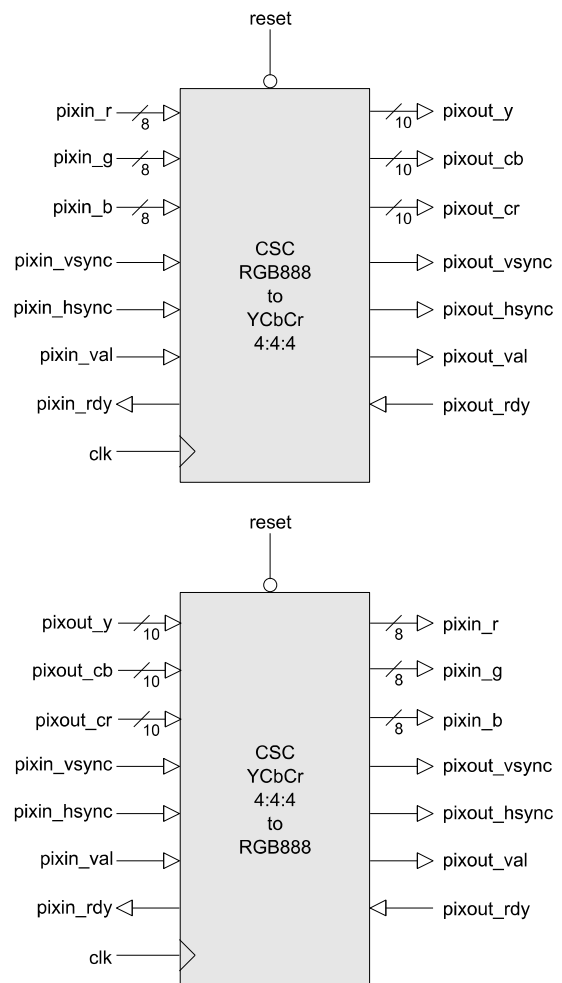 reset
pixin_r
8
10
pixout_y
pixin_g
8
10
pixout_cb
pixin_b
8
10
pixout_cr
CSC
RGB888
to
YCbCr
4:4:4
pixin_vsync
pixout_vsync
pixin_hsync
pixout_hsync
pixin_val
pixout_val
pixin_rdy
pixout_rdy
clk
reset
pixout_y
10
8
pixin_r
pixout_cb
10
8
pixin_g
pixout_cr
10
8
pixin_b
CSC
YCbCr
4:4:4
to
RGB888
pixin_vsync
pixout_vsync
pixin_hsync
pixout_hsync
pixin_val
pixout_val
pixin_rdy
pixout_rdy
clk